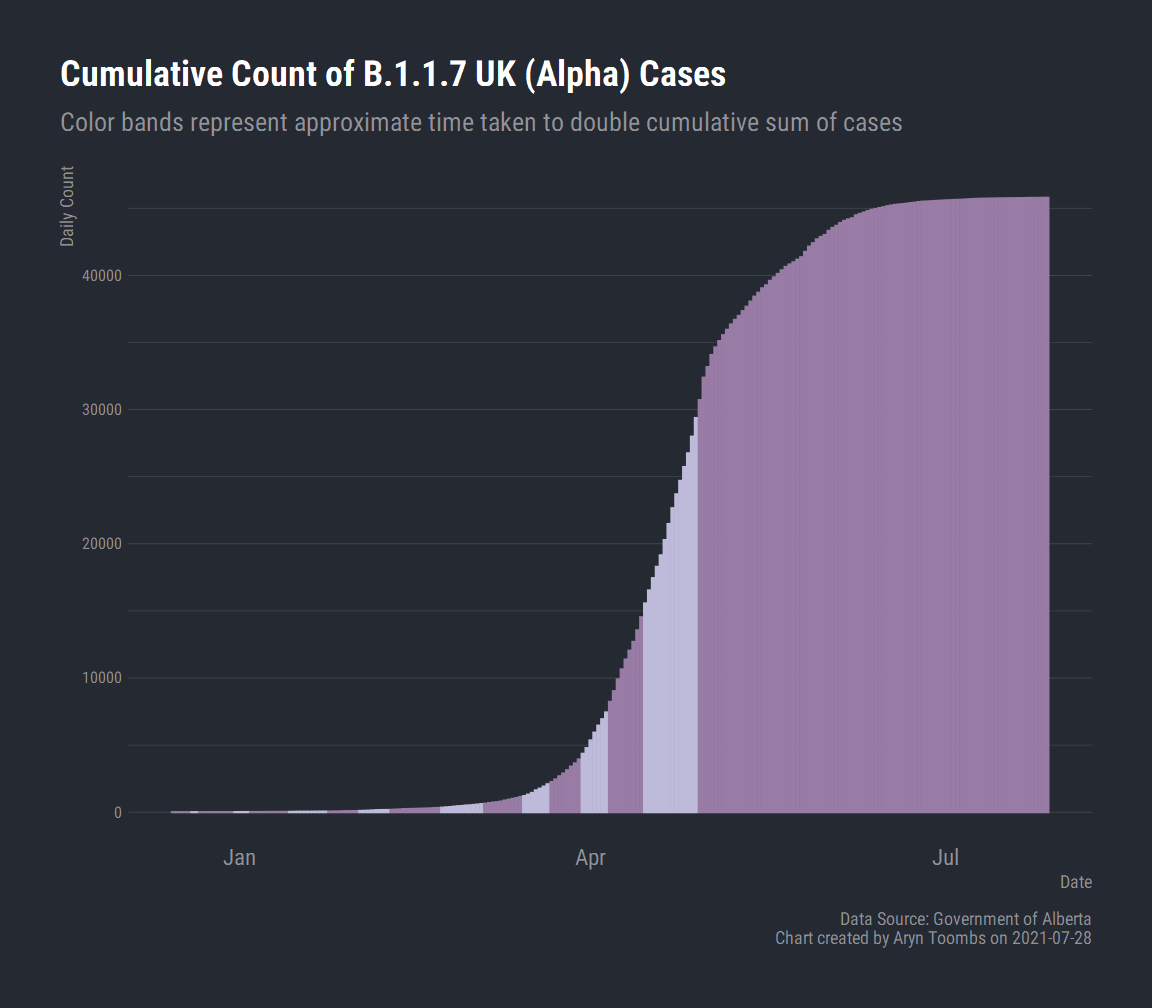 Cumulative Count of B.1.1.7 UK (Alpha) Cases
Color bands represent approximate time taken to double cumulative sum of cases
Daily Count
40000
30000
20000
10000
0
Jan Apr Jul
Date
Data Source: Government of Alberta
Chart created by Aryn Toombs on 2021-07-28